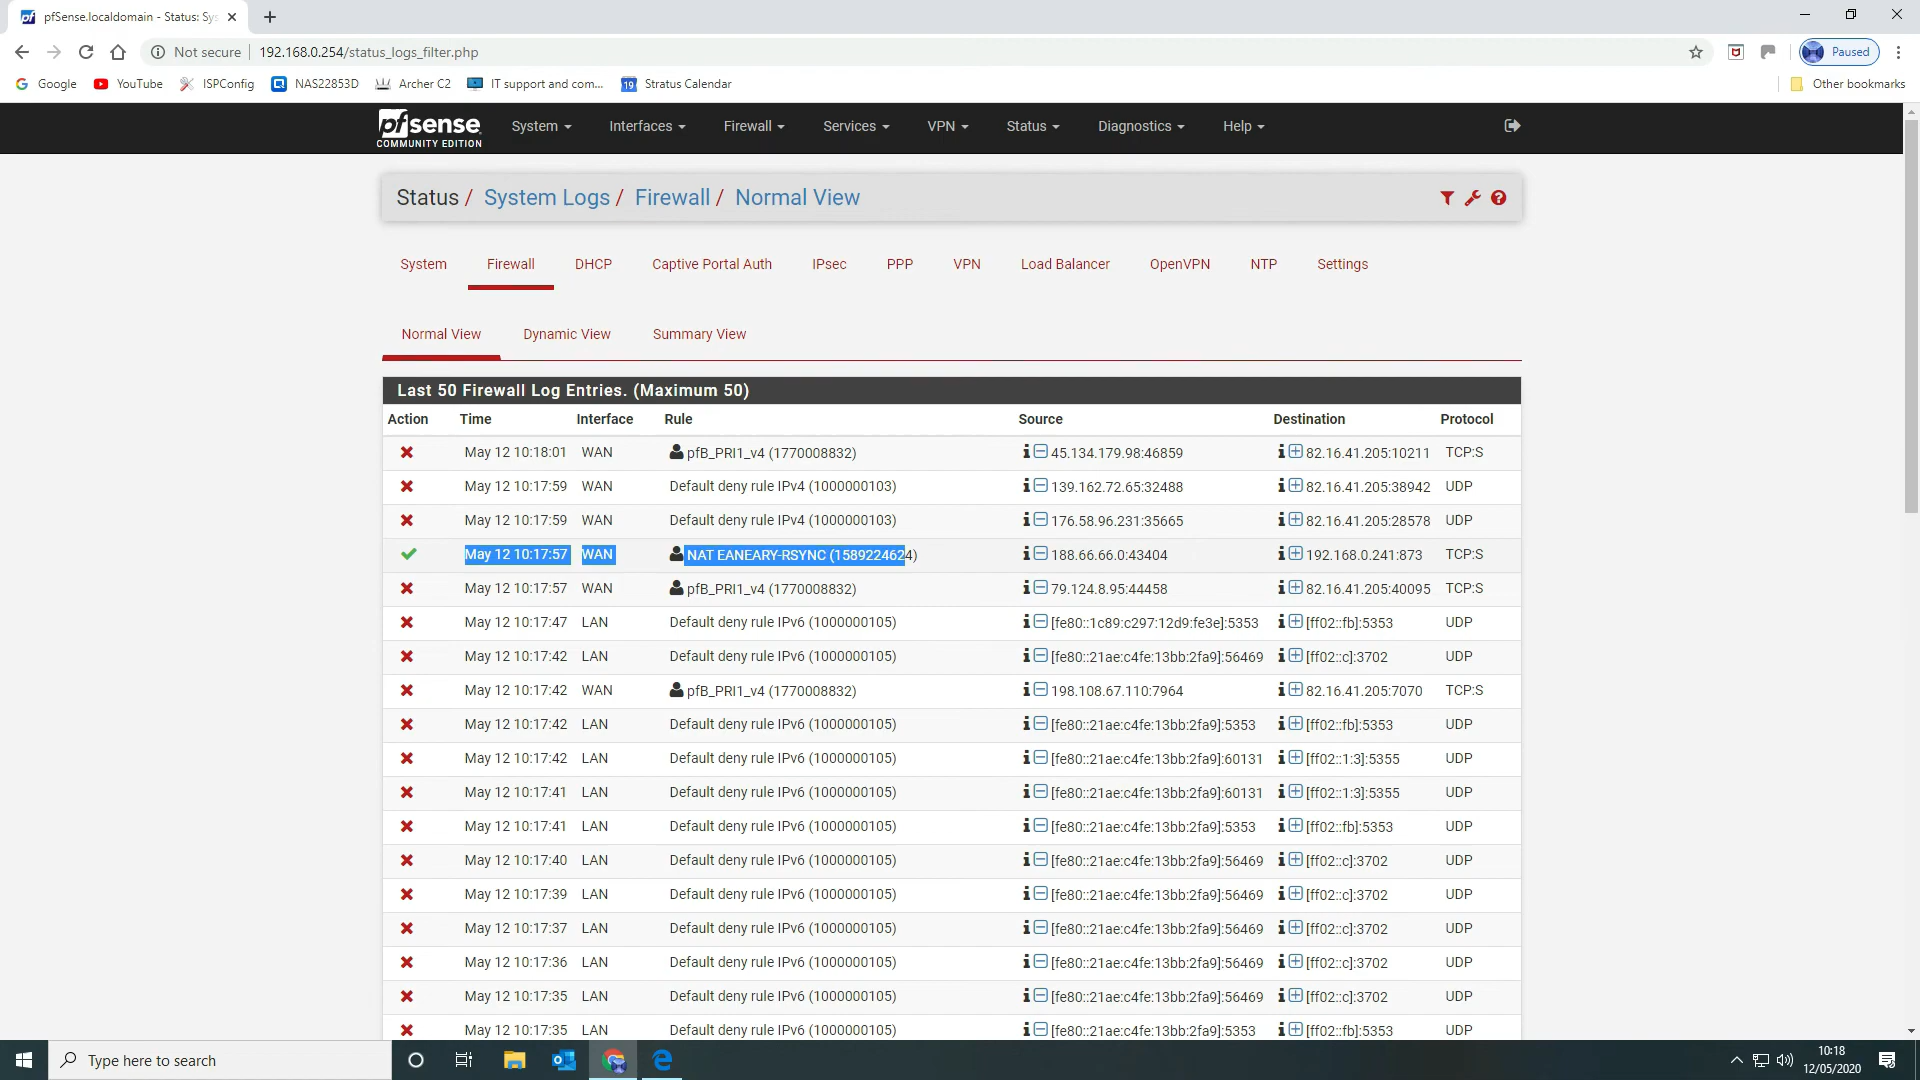 pfSense.localdomain - Status: Sys
Not secure 192.168.0.254/status_logs_filter.php Paused
Google YouTube ISPConfig NAS22853D Archer C2 IT support and com... 19 Stratus Calendar Other bookmarks
pfsense System Interfaces Firewall Services VPN Status Diagnostics Help
COMMUNITY EDITION
Status / System Logs / Firewall / Normal View
System Firewall DHCP Captive Portal Auth IPsec PPP VPN Load Balancer OpenVPN NTP Settings
Normal View Dynamic View Summary View
Last 50 Firewall Log Entries. (Maximum 50)
Action Time Interface Rule Source Destination Protocol
May 12 10:18:01 WAN pfB_PRI1_v4 (1770008832) 45.134.179.98:46859 82.16.41.205:10211 TCP:S
May 12 10:17:59 WAN Default deny rule IPv4 (1000000103) 139.162.72.65:32488 82.16.41.205:38942 UDP
May 12 10:17:59 WAN Default deny rule IPv4 (1000000103) 176.58.96.231:35665 82.16.41.205:28578 UDP
May 12 10:17:57 WAN NAT EANEARY-RSYNC (1589224624) 188.66.66.0:43404 192.168.0.241:873 TCP:S
May 12 10:17:57 WAN pfB_PRI1_v4 (1770008832) 79.124.8.95:44458 82.16.41.205:40095 TCP:S
May 12 10:17:47 LAN Default deny rule IPv6 (1000000105) [fe80::1c89:c297:12d9:fe3e]:5353 [ff02::fb]:5353 UDP
May 12 10:17:42 LAN Default deny rule IPv6 (1000000105) [fe80::21ae:c4fe:13bb:2fa9]:56469 [ff02::c]:3702 UDP
May 12 10:17:42 WAN pfB_PRI1_v4 (1770008832) 198.108.67.110:7964 82.16.41.205:7070 TCP:S
May 12 10:17:42 LAN Default deny rule IPv6 (1000000105) [fe80::21ae:c4fe:13bb:2fa9]:5353 [ff02::fb]:5353 UDP
May 12 10:17:42 LAN Default deny rule IPv6 (1000000105) [fe80::21ae:c4fe:13bb:2fa9]:60131 [ff02::1:3]:5355 UDP
May 12 10:17:41 LAN Default deny rule IPv6 (1000000105) [fe80::21ae:c4fe:13bb:2fa9]:60131 [ff02::1:3]:5355 UDP
May 12 10:17:41 LAN Default deny rule IPv6 (1000000105) [fe80::21ae:c4fe:13bb:2fa9]:5353 [ff02::fb]:5353 UDP
May 12 10:17:40 LAN Default deny rule IPv6 (1000000105) [fe80::21ae:c4fe:13bb:2fa9]:56469 [ff02::c]:3702 UDP
May 12 10:17:39 LAN Default deny rule IPv6 (1000000105) [fe80::21ae:c4fe:13bb:2fa9]:56469 [ff02::c]:3702 UDP
May 12 10:17:37 LAN Default deny rule IPv6 (1000000105) [fe80::21ae:c4fe:13bb:2fa9]:56469 [ff02::c]:3702 UDP
May 12 10:17:36 LAN Default deny rule IPv6 (1000000105) [fe80::21ae:c4fe:13bb:2fa9]:56469 [ff02::c]:3702 UDP
May 12 10:17:35 LAN Default deny rule IPv6 (1000000105) [fe80::21ae:c4fe:13bb:2fa9]:56469 [ff02::c]:3702 UDP
May 12 10:17:35 LAN Default deny rule IPv6 (1000000105) [fe80::21ae:c4fe:13bb:2fa9]:5353 [ff02::fb]:5353 UDP
Type here to search 10:18
12/05/2020